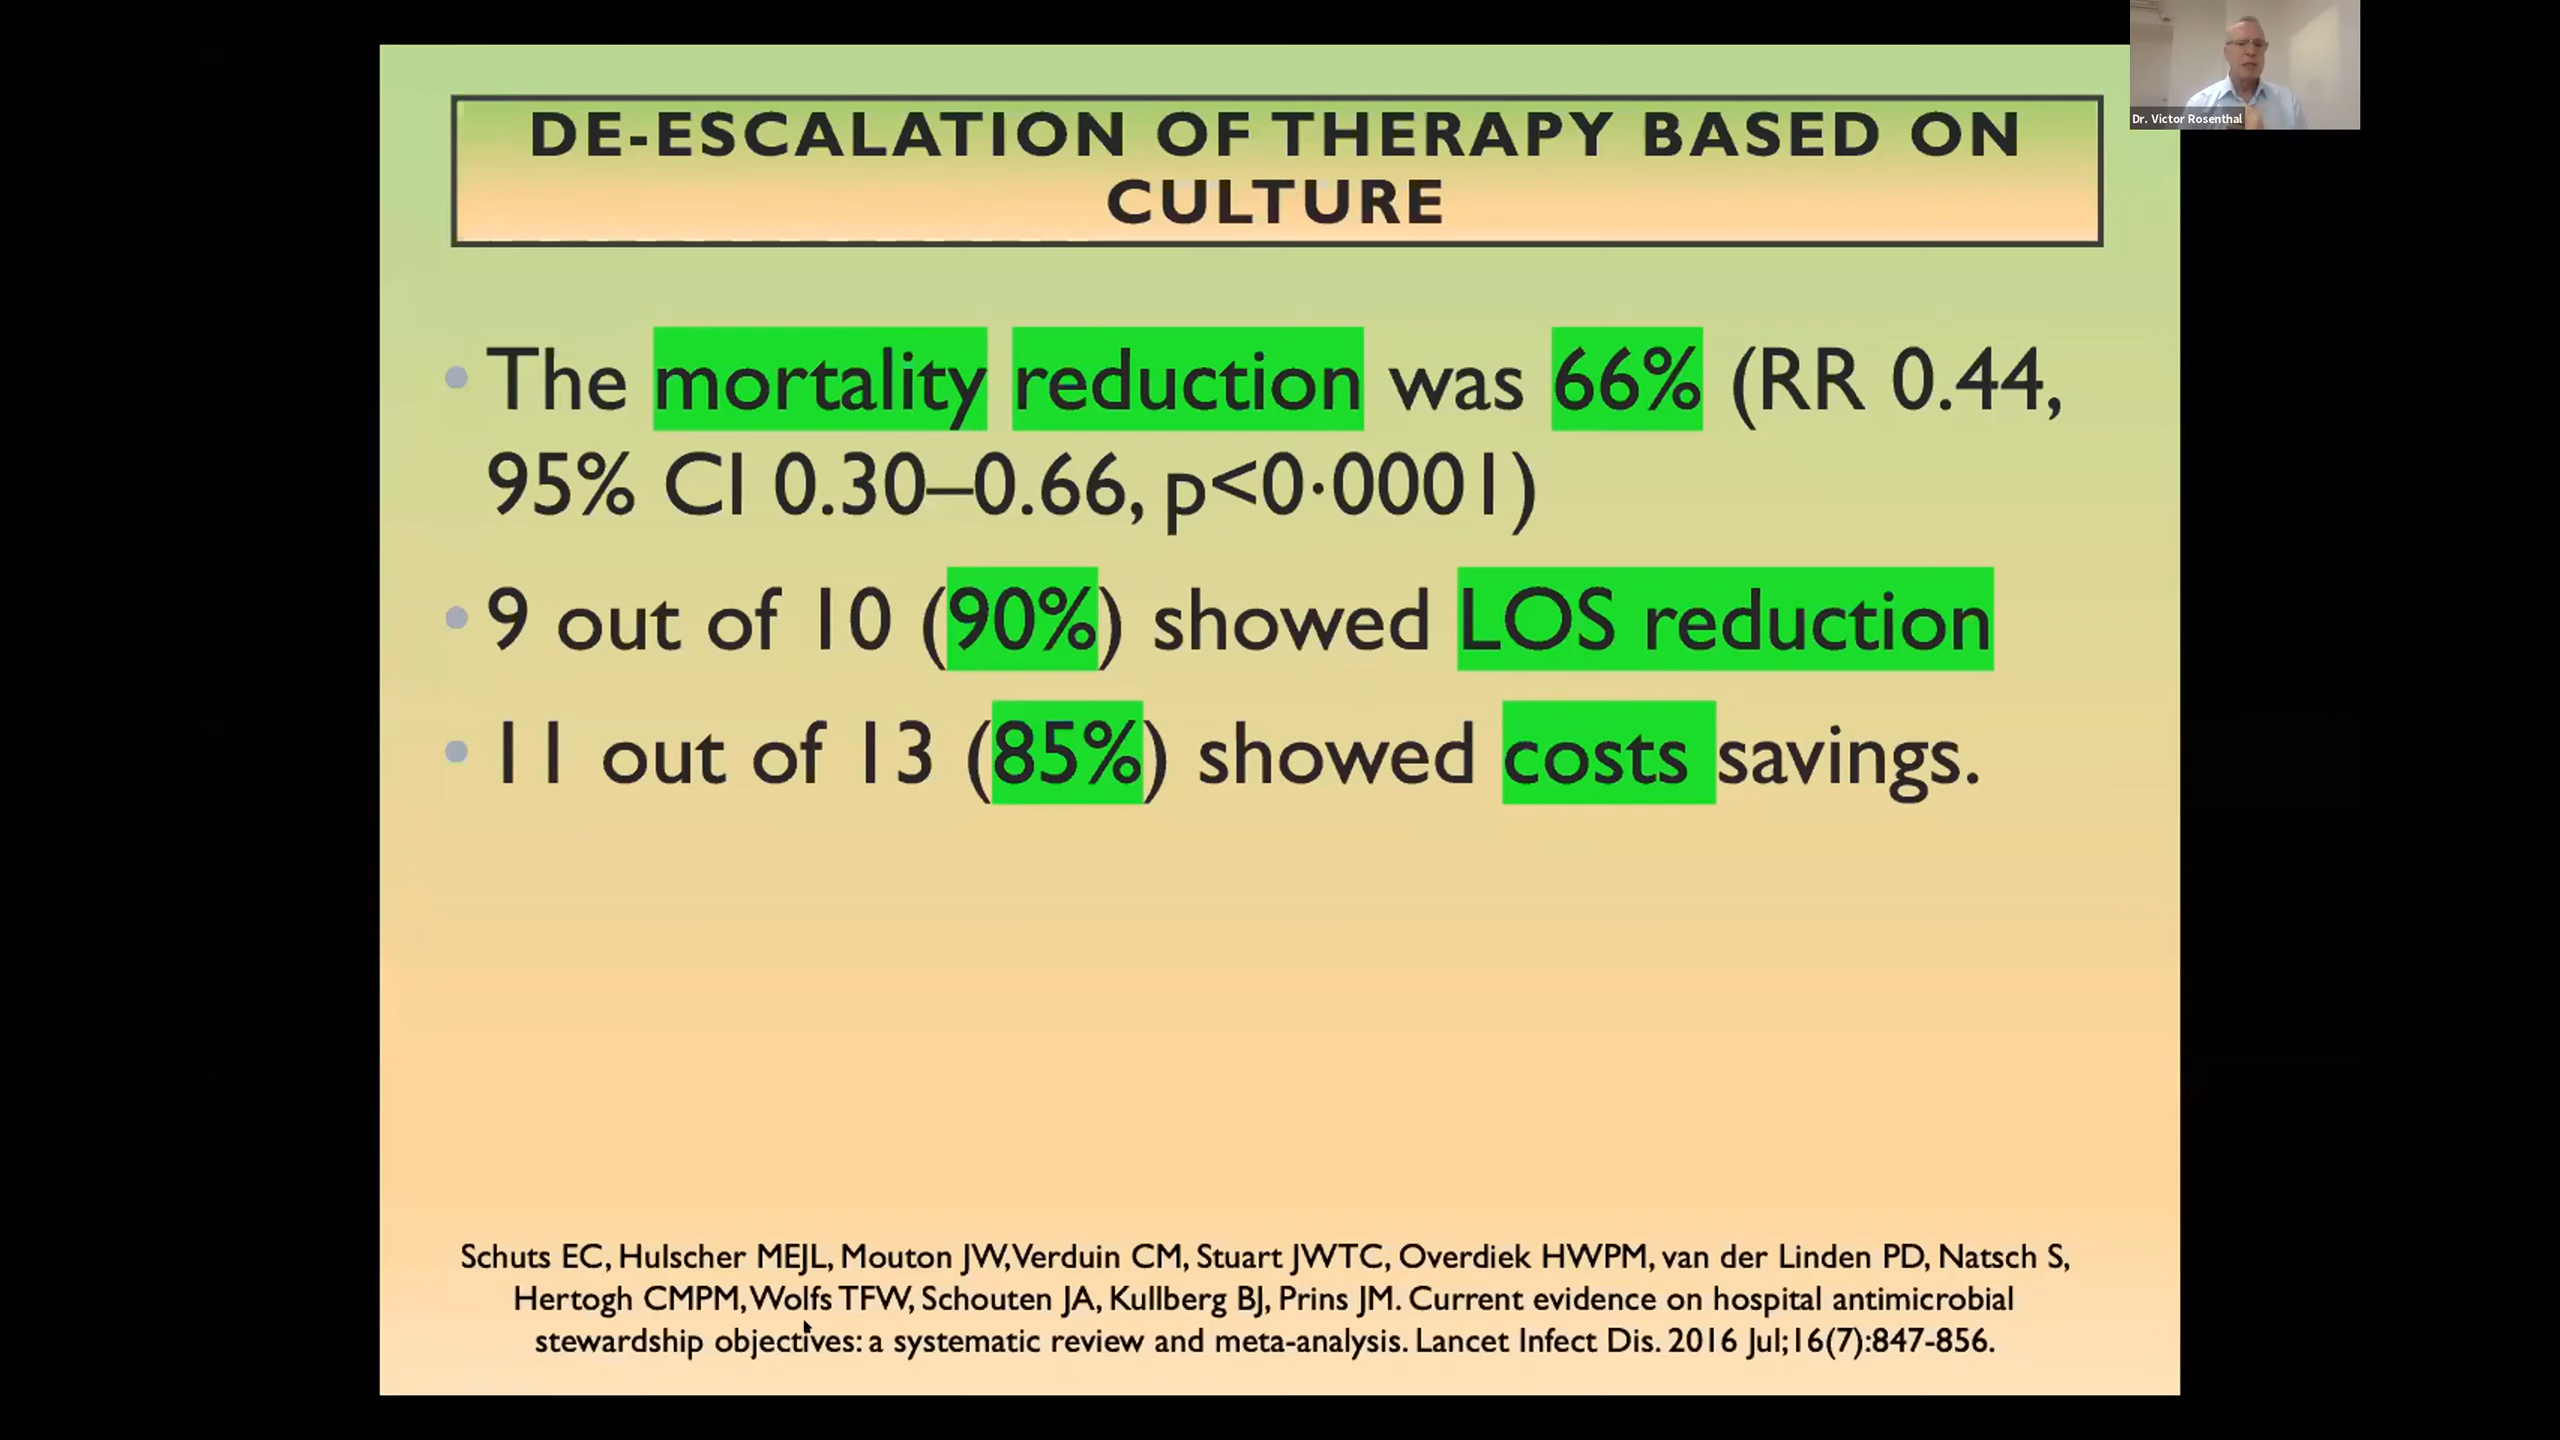 Dr. Victor Rosenthal
DE-ESCALATION OF THERAPY BASED ON
CULTURE
• The mortality reduction was 66% (RR 0.44,
95% CI 0.30–0.66, p<0·0001)
• 9 out of 10 (90%) showed LOS reduction
• 11 out of 13 (85%) showed costs savings.
Schuts EC, Hulscher MEJL, Mouton JW, Verduin CM, Stuart JWTC, Overdiek HWPM, van der Linden PD, Natsch S,
Hertogh CMPM, Wolfs TFW, Schouten JA, Kullberg BJ, Prins JM. Current evidence on hospital antimicrobial
stewardship objectives: a systematic review and meta-analysis. Lancet Infect Dis. 2016 Jul;16(7):847-856.